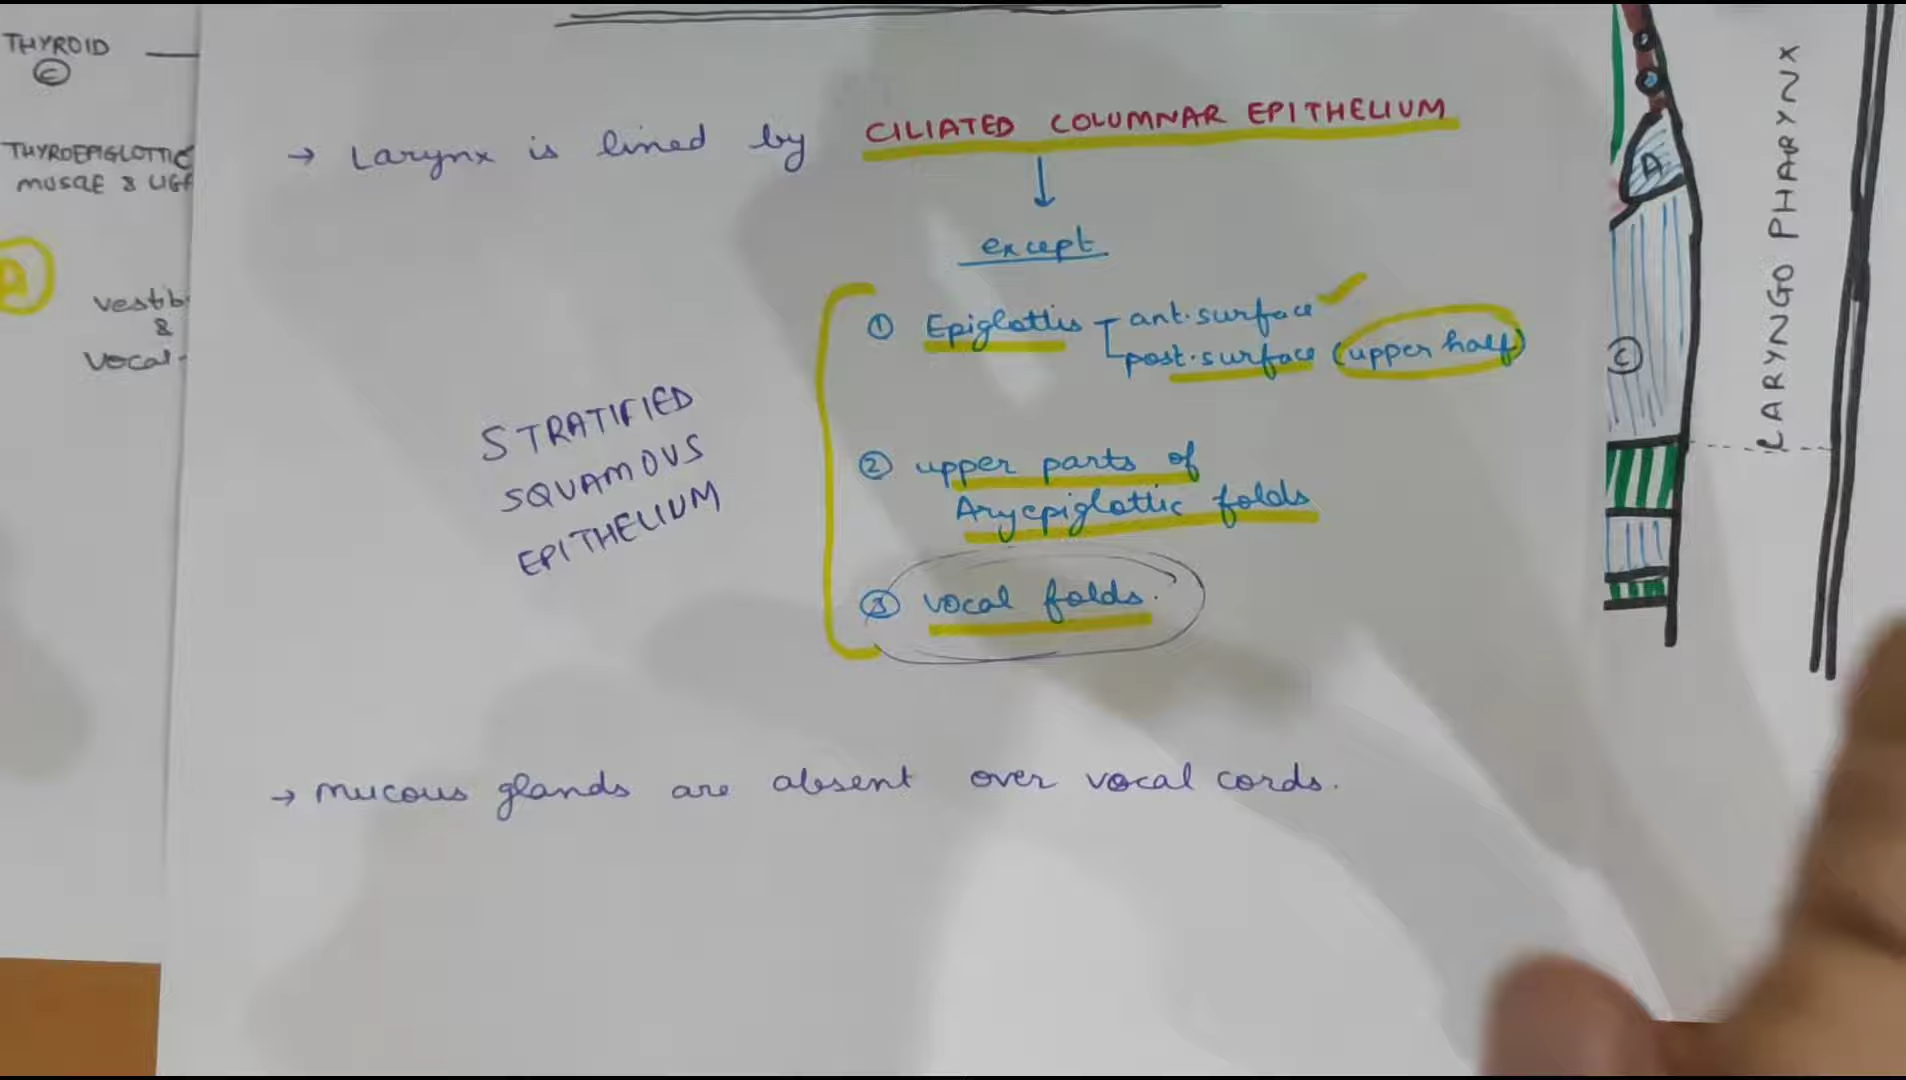 THYROID
C
THYROEPIGLOTTIC
MUSCLE & LIG
A
Vestib
&
Vocal
→ Larynx is lined by CILIATED COLUMNAR EPITHELIUM
except
① Epiglottis - ant. surface ✓
post. surface (upper half)
② upper parts of
Aryepiglottic folds
③ vocal folds.
STRATIFIED
SQUAMOUS
EPITHELIUM
→ Mucous glands are absent over vocal cords.
A
C
LARYNGO PHARYNX